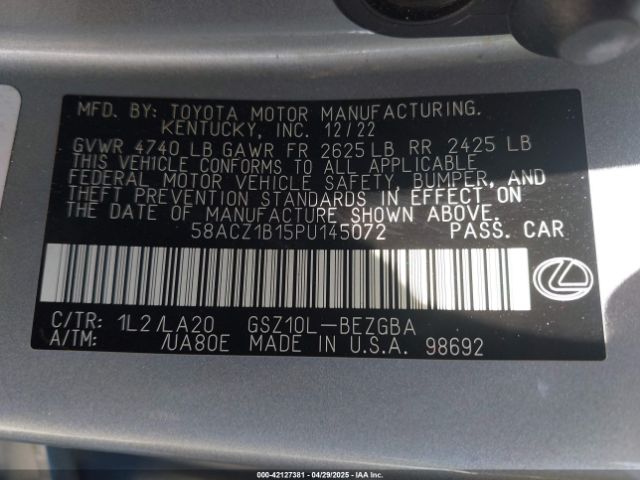 MFD. BY: TOYOTA MOTOR MANUFACTURING.
KENTUCKY, INC. 12/22
GVWR 4740 LB GAWR FR 2625 LB RR 2425 LB
THIS VEHICLE CONFORMS TO ALL APPLICABLE
FEDERAL MOTOR VEHICLE SAFETY, BUMPER, AND
THEFT PREVENTION STANDARDS IN EFFECT ON
THE DATE OF MANUFACTURE SHOWN ABOVE.
58ACZ1B15PU145072 PASS. CAR
C/TR: 1L2/LA20 GSZ10L-BEZGBA
A/TM: /UA80E MADE IN U.S.A. 98692
000-42127381 | 04/29/2025 | IAAI